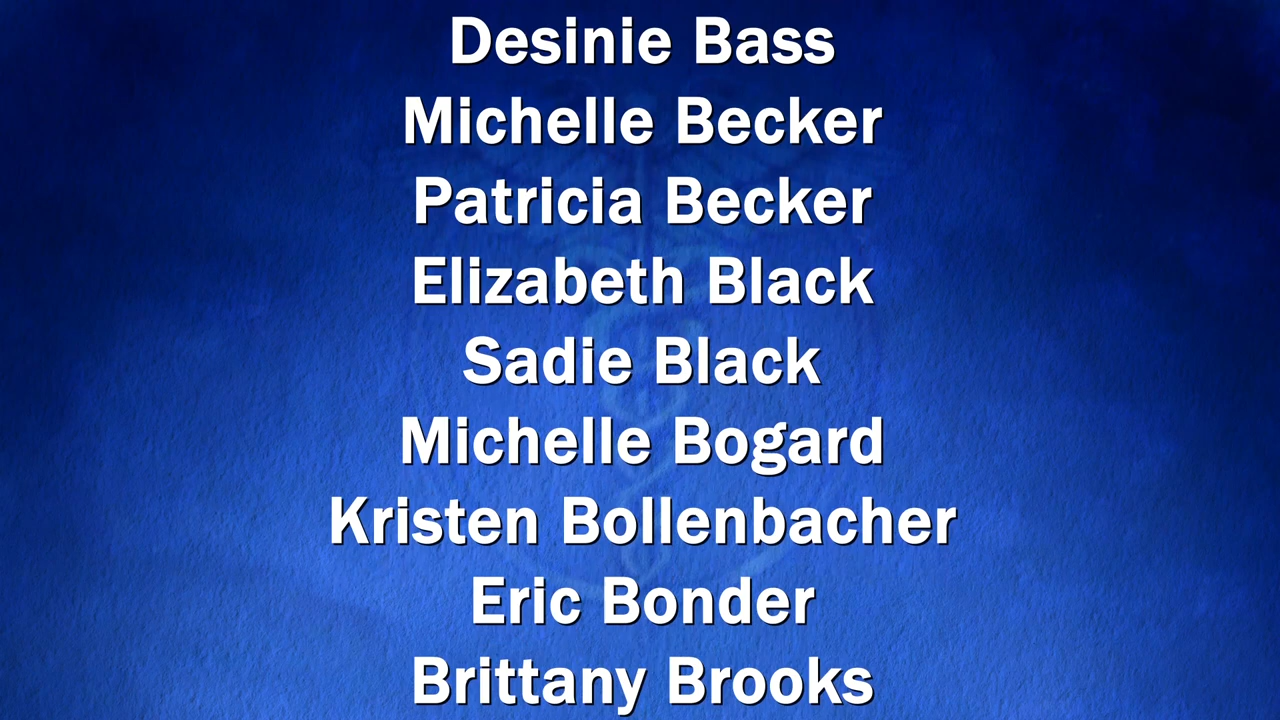 Desinie Bass
Michelle Becker
Patricia Becker
Elizabeth Black
Sadie Black
Michelle Bogard
Kristen Bollenbacher
Eric Bonder
Brittany Brooks